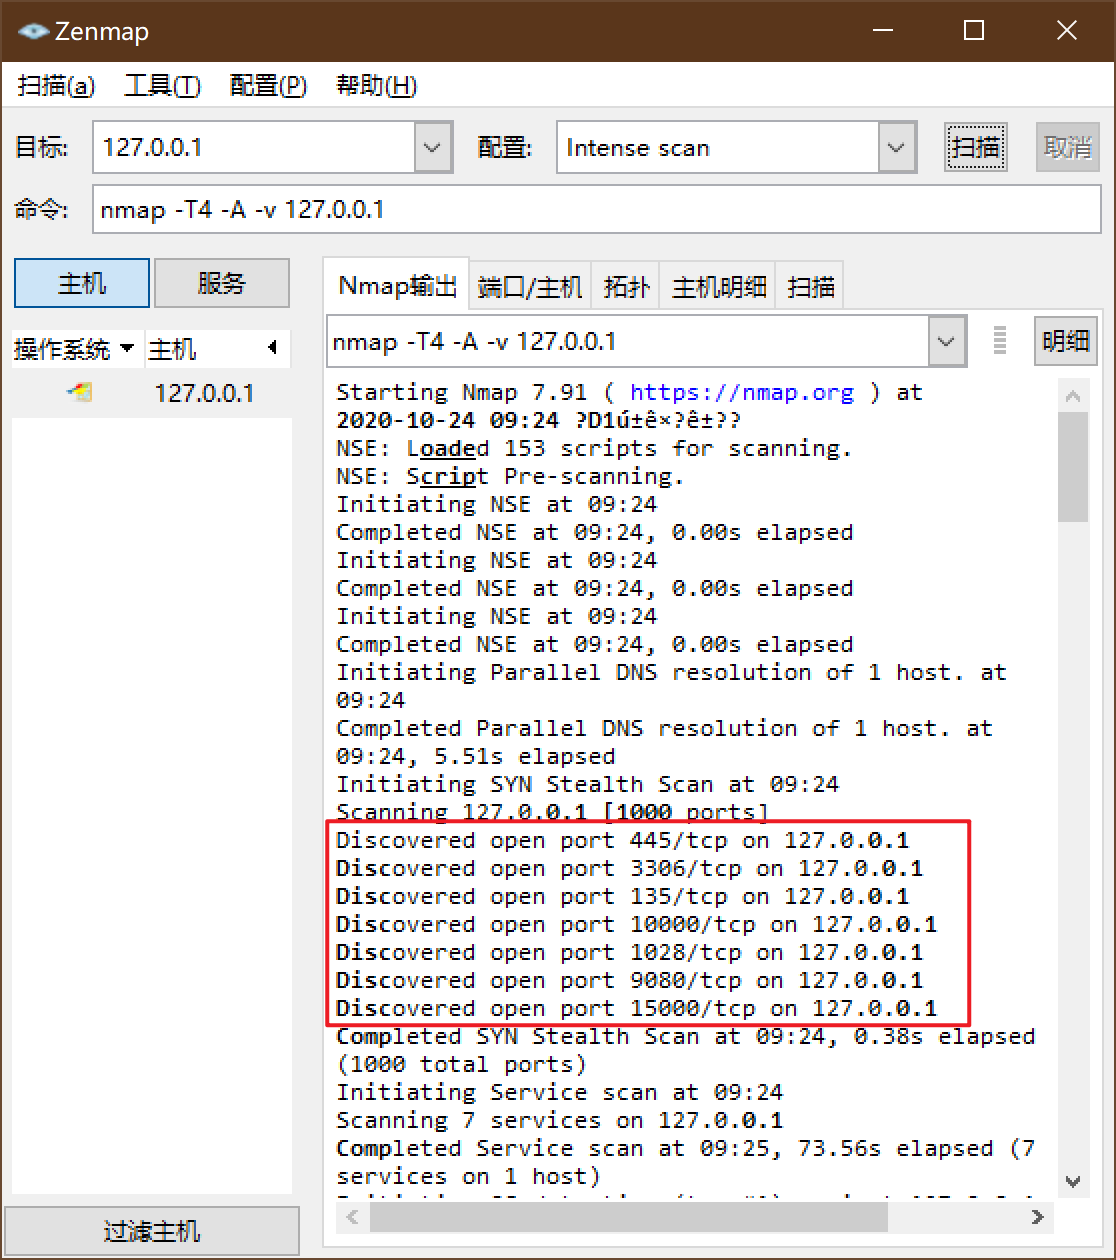 Zenmap
扫描(a) 工具(T) 配置(P) 帮助(H)
目标: 127.0.0.1 配置: Intense scan 扫描 取消
命令: nmap -T4 -A -v 127.0.0.1
主机 服务
操作系统 主机
127.0.0.1
Nmap输出 端口/主机 拓扑 主机明细 扫描
nmap -T4 -A -v 127.0.0.1 明细
Starting Nmap 7.91 ( https://nmap.org ) at
2020-10-24 09:24 ?D1ú±ê×?ê±??
NSE: Loaded 153 scripts for scanning.
NSE: Script Pre-scanning.
Initiating NSE at 09:24
Completed NSE at 09:24, 0.00s elapsed
Initiating NSE at 09:24
Completed NSE at 09:24, 0.00s elapsed
Initiating NSE at 09:24
Completed NSE at 09:24, 0.00s elapsed
Initiating Parallel DNS resolution of 1 host. at
09:24
Completed Parallel DNS resolution of 1 host. at
09:24, 5.51s elapsed
Initiating SYN Stealth Scan at 09:24
Scanning 127.0.0.1 [1000 ports]
Discovered open port 445/tcp on 127.0.0.1
Discovered open port 3306/tcp on 127.0.0.1
Discovered open port 135/tcp on 127.0.0.1
Discovered open port 10000/tcp on 127.0.0.1
Discovered open port 1028/tcp on 127.0.0.1
Discovered open port 9080/tcp on 127.0.0.1
Discovered open port 15000/tcp on 127.0.0.1
Completed SYN Stealth Scan at 09:24, 0.38s elapsed
(1000 total ports)
Initiating Service scan at 09:24
Scanning 7 services on 127.0.0.1
Completed Service scan at 09:25, 73.56s elapsed (7
services on 1 host)
过滤主机